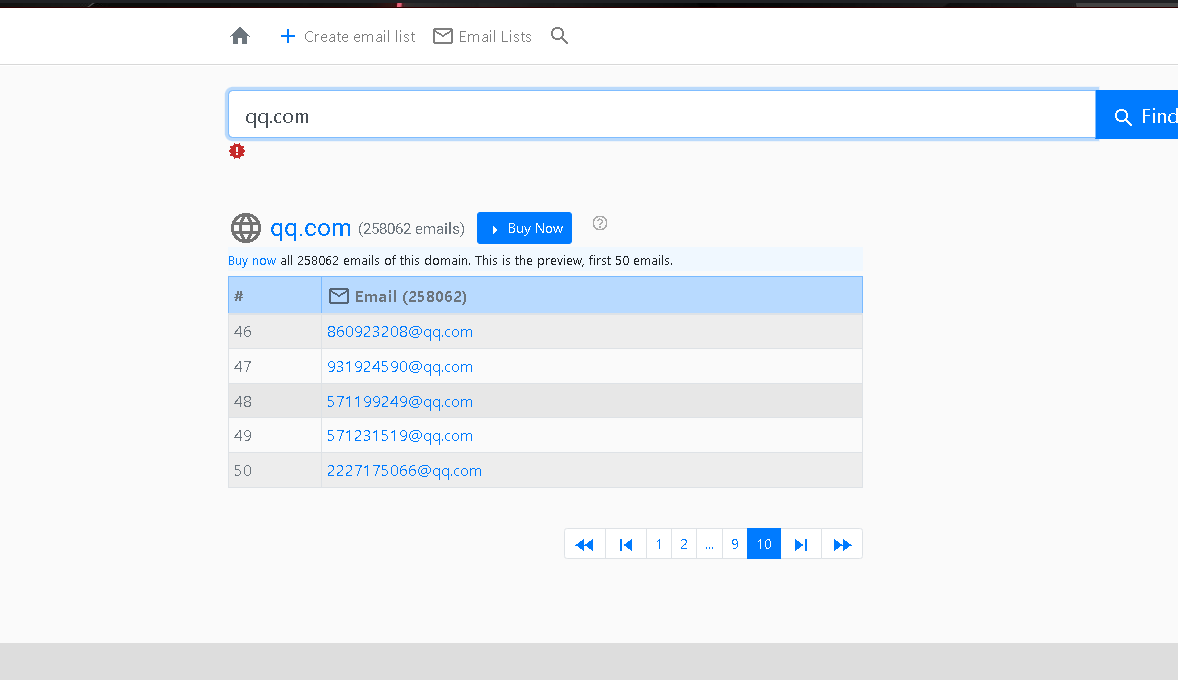 Create email list Email Lists
qq.com Find
qq.com (258062 emails) Buy Now
Buy now all 258062 emails of this domain. This is the preview, first 50 emails.
# Email (258062)
46 860923208@qq.com
47 931924590@qq.com
48 571199249@qq.com
49 571231519@qq.com
50 2227175066@qq.com
1 2 ... 9 10